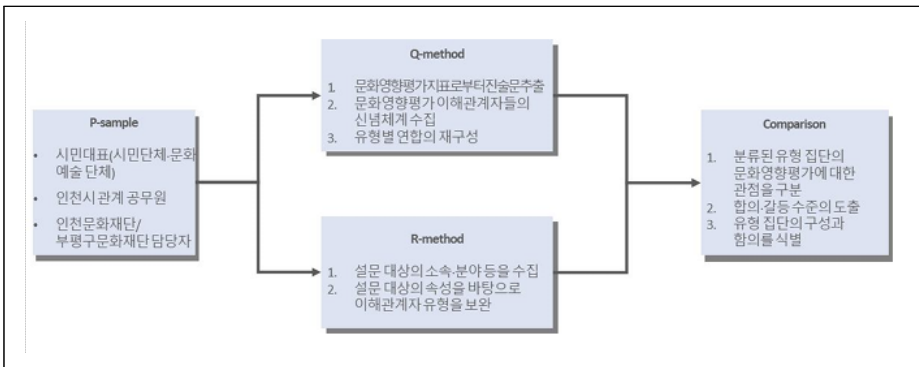 P-sample
• 시민대표(시민단체·문화
예술 단체)
• 인천시 관계 공무원
• 인천문화재단/
부평구문화재단 담당자
Q-method
1. 문화영향평가지표로부터진술문추출
2. 문화영향평가 이해관계자들의
신념체계 수집
3. 유형별 연합의 재구성
R-method
1. 설문 대상의 소속·분야 등을 수집
2. 설문 대상의 속성을 바탕으로
이해관계자 유형을 보완
Comparison
1. 분류된 유형 집단의
문화영향평가에 대한
관점을 구분
2. 합의·갈등 수준의 도출
3. 유형 집단의 구성과
함의를 식별